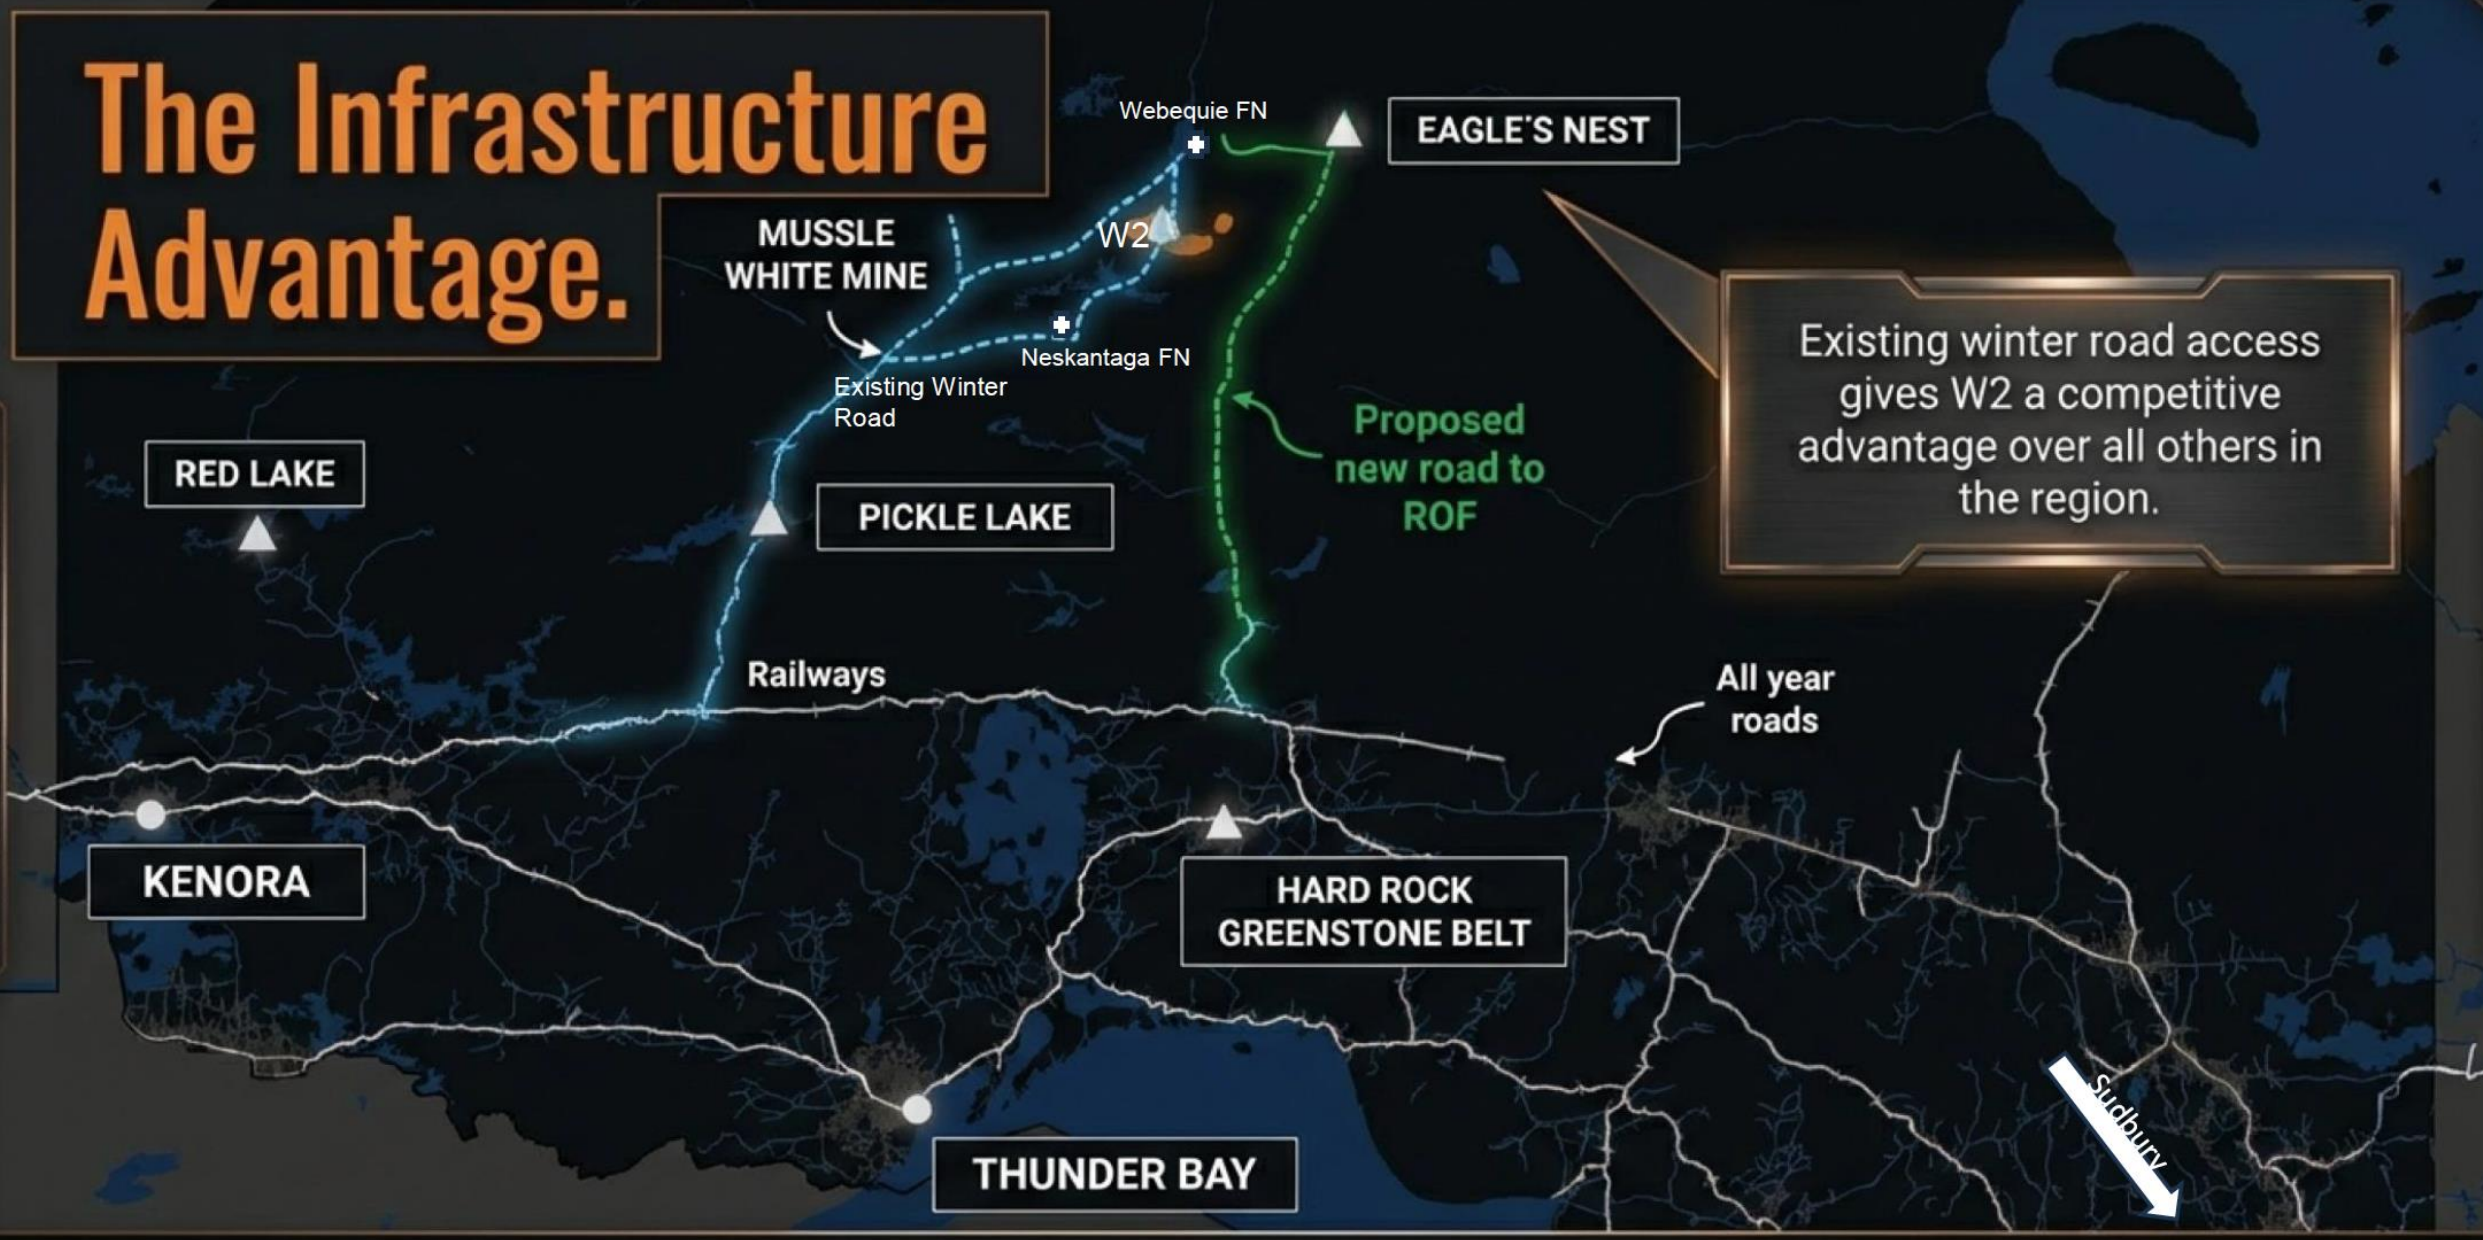 The Infrastructure
Advantage.
Webequie FN
EAGLE'S NEST
MUSSLE
WHITE MINE
W2
Neskantaga FN
Existing Winter
Road
Existing winter road access
gives W2 a competitive
advantage over all others in
the region.
Proposed
new road to
ROF
RED LAKE
PICKLE LAKE
Railways
All year
roads
KENORA
HARD ROCK
GREENSTONE BELT
THUNDER BAY
Sudbury